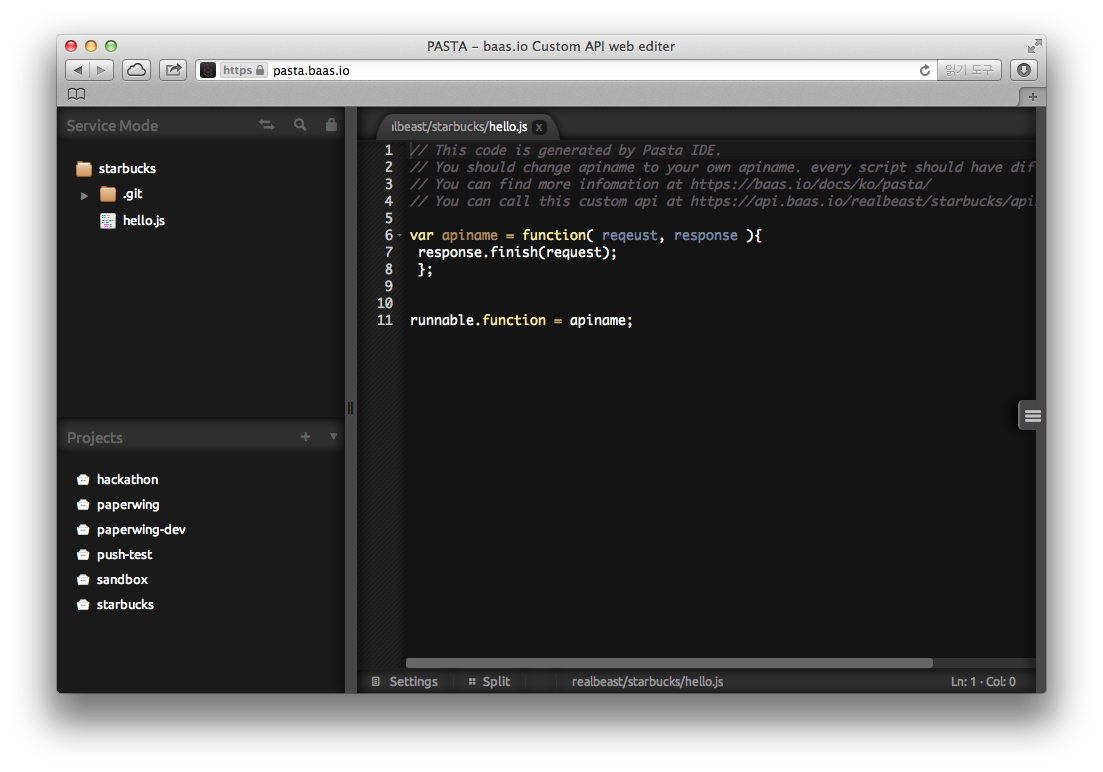 PASTA – baas.io Custom API web editer
https pasta.baas.io 읽기 도구
Service Mode
starbucks
.git
hello.js
Projects
hackathon
paperwing
paperwing-dev
push-test
sandbox
starbucks
ılbeast/starbucks/hello.js x
1 // This code is generated by Pasta IDE.
2 // You should change apiname to your own apiname. every script should have dif
3 // You can find more infomation at https://baas.io/docs/ko/pasta/
4 // You can call this custom api at https://api.baas.io/realbeast/starbucks/api
5
6 var apiname = function( reqeust, response ){
7 response.finish(request);
8 };
9
10
11 runnable.function = apiname;
Settings Split realbeast/starbucks/hello.js Ln: 1 · Col: 0